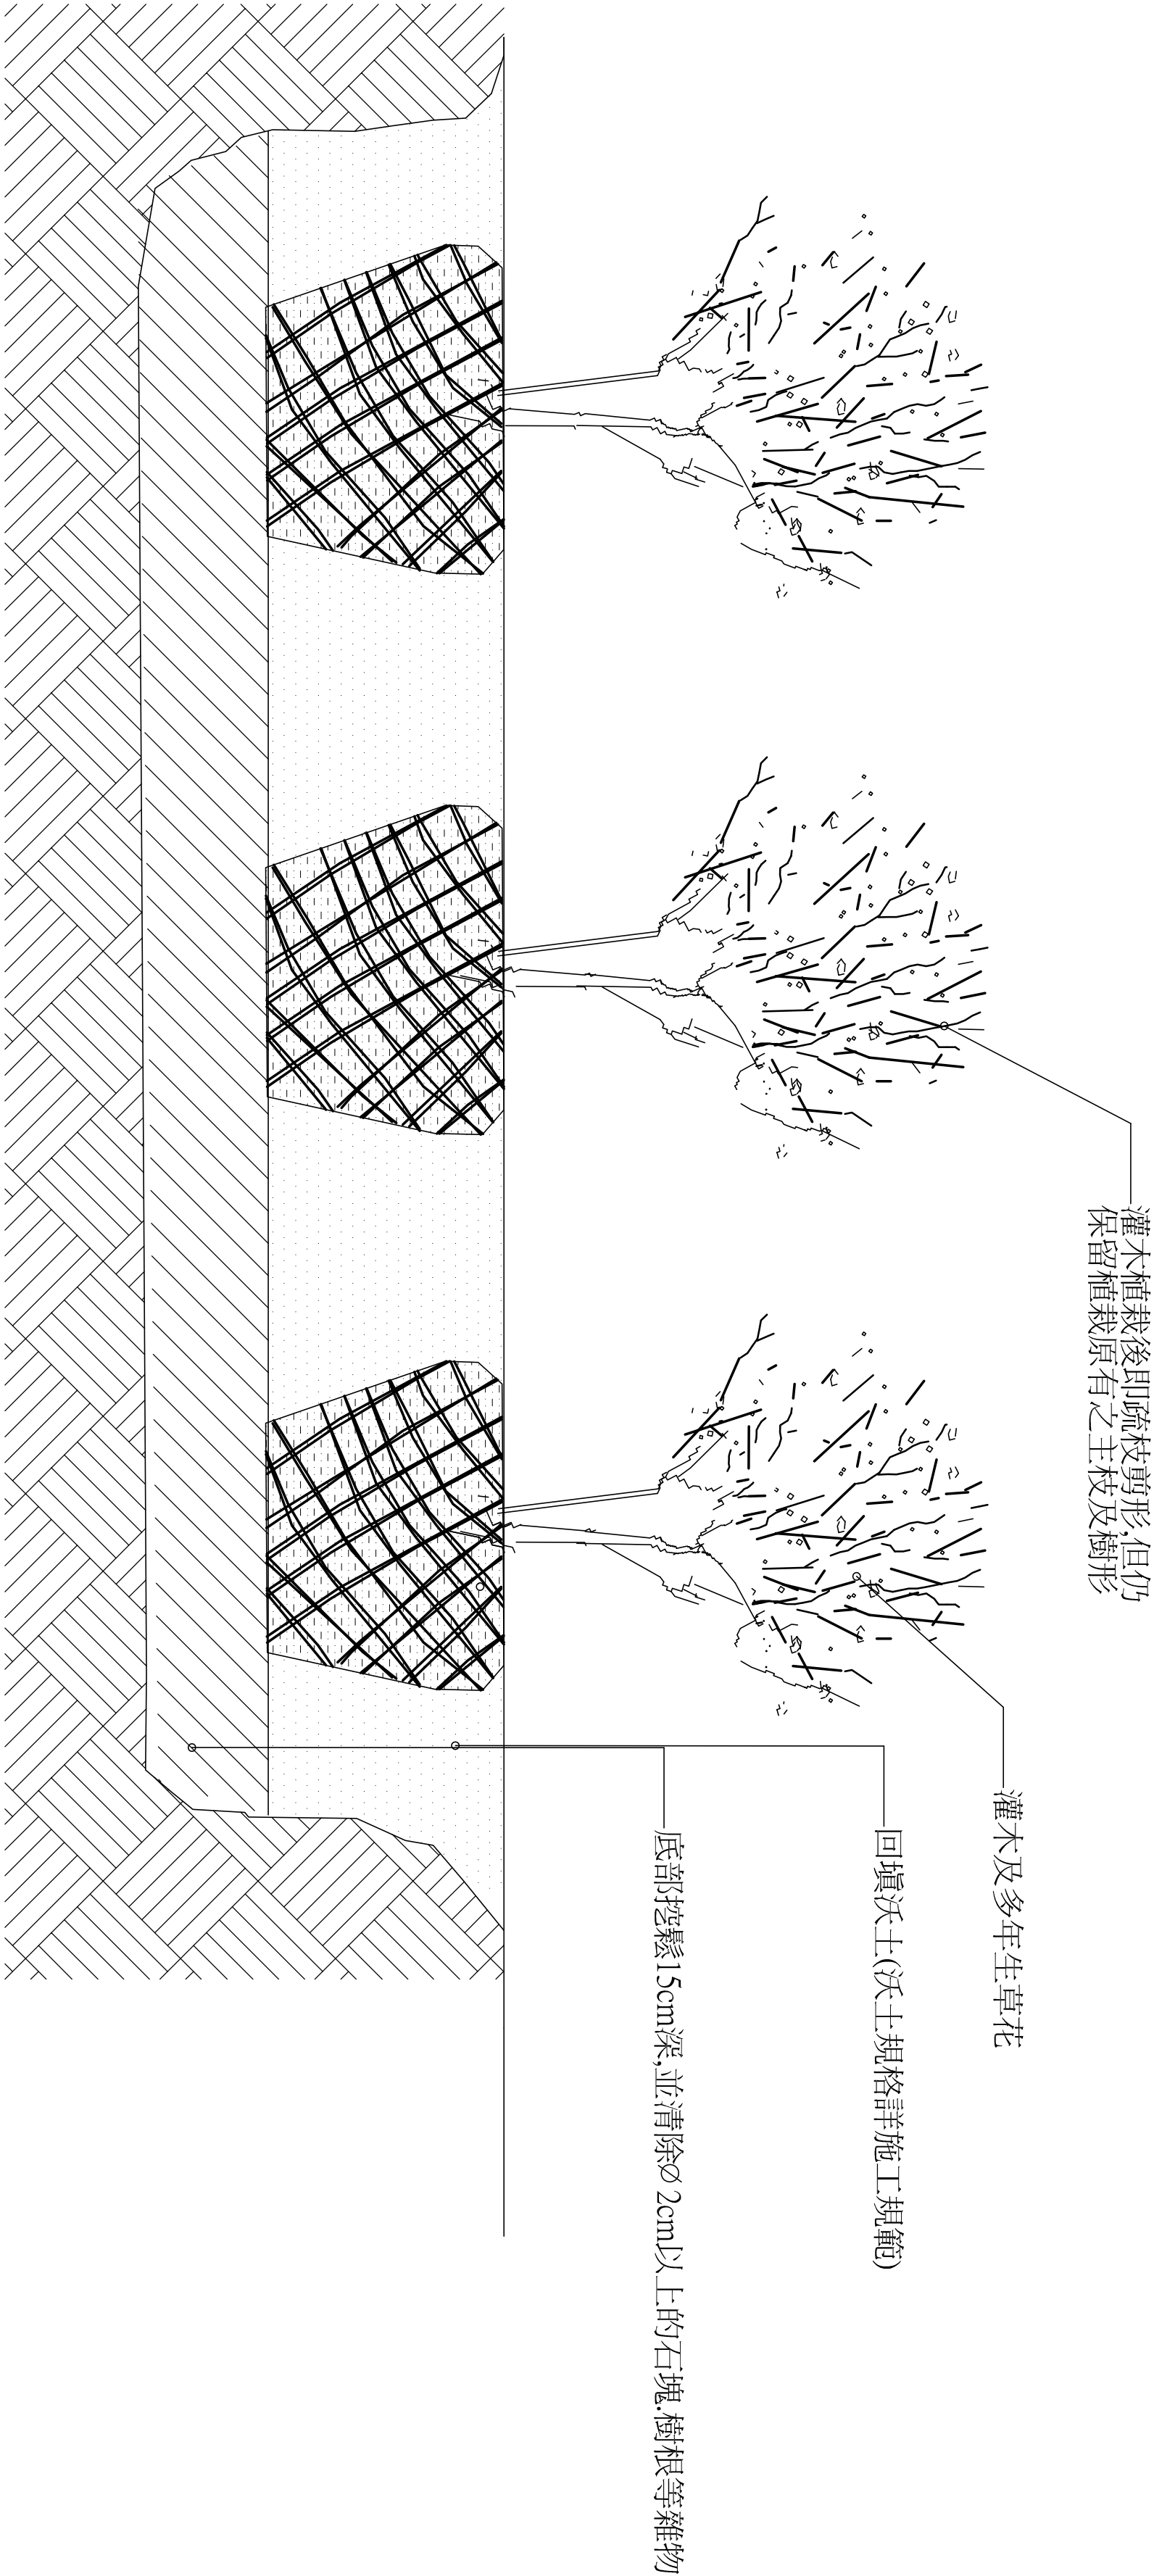 灌木植栽後即疏枝剪形,但仍
保留植栽原有之主枝及樹形
灌木及多年生草花
回塡沃土(沃土規格詳施工規範)
底部挖鬆15cm深,並清除Ø 2cm以上的石塊.樹根等雜物